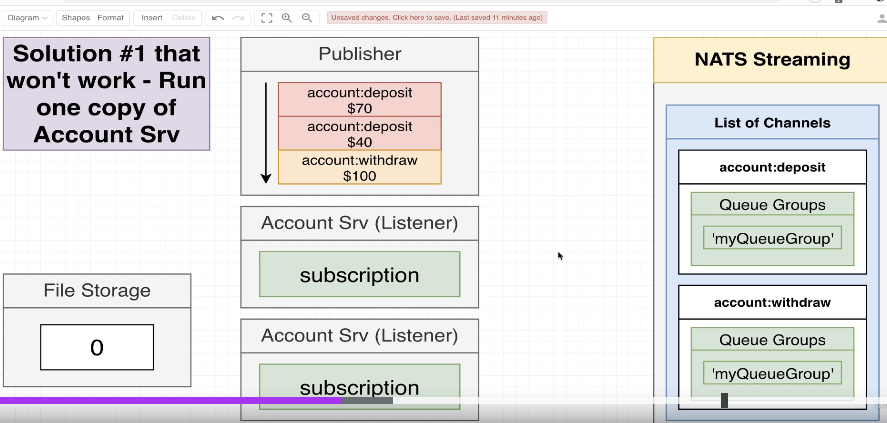 Diagram
Shapes
Format
Insert
Delete
Unsaved changes. Click here to save. (Last saved 11 minutes ago)
Solution #1 that
won't work - Run
one copy of
Account Srv
Publisher
account:deposit
$70
account:deposit
$40
account:withdraw
$100
Account Srv (Listener)
subscription
Account Srv (Listener)
subscription
File Storage
0
NATS Streaming
List of Channels
account:deposit
Queue Groups
'myQueueGroup'
account:withdraw
Queue Groups
'myQueueGroup'